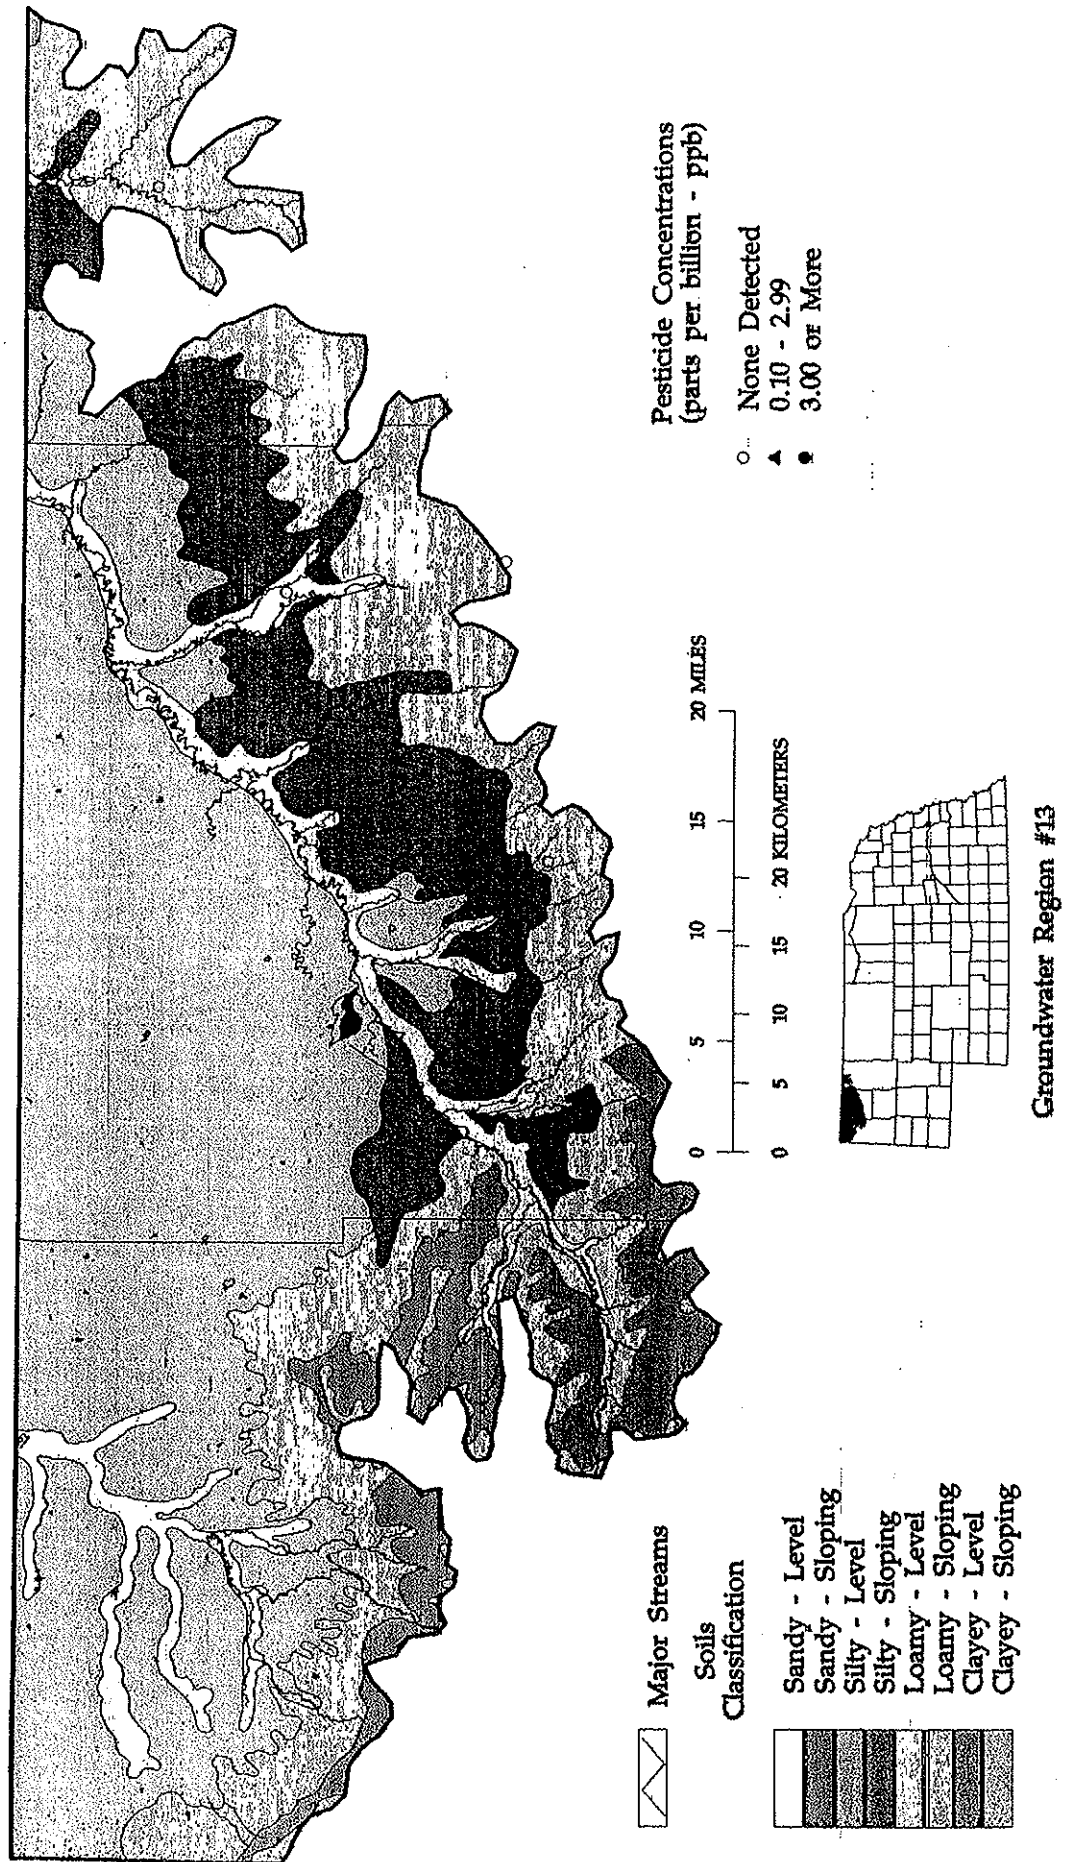 Major Streams
Soils
Classification
Sandy - Level
Sandy - Sloping
Silty - Level
Silty - Sloping
Loamy - Level
Loamy - Sloping
Clayey - Level
Clayey - Sloping
0 5 10 15 20 MILES
0 5 10 15 20 KILOMETERS
Groundwater Region #13
Pesticide Concentrations
(parts per billion - ppb)
None Detected
0.10 - 2.99
3.00 or More